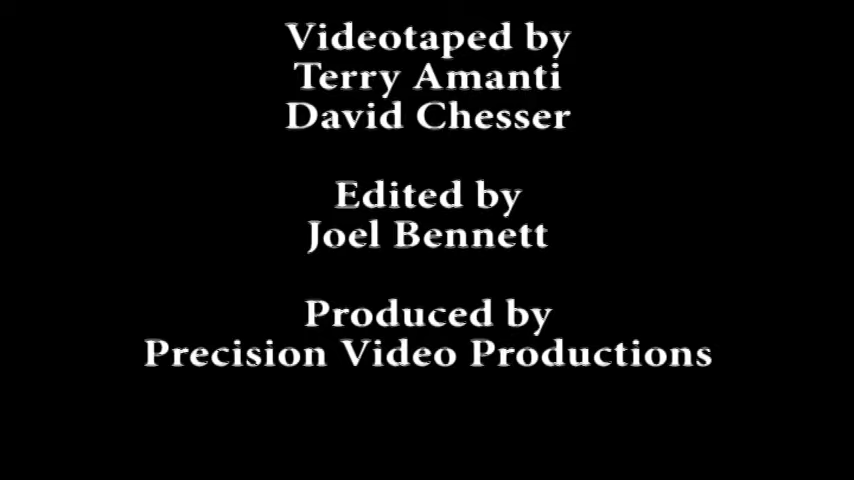 Videotaped by
Terry Amanti
David Chesser
Edited by
Joel Bennett
Produced by
Precision Video Productions